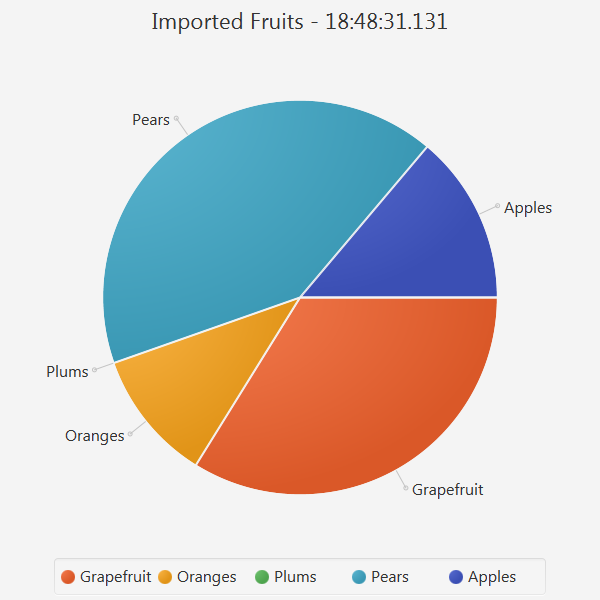 Imported Fruits - 18:48:31.131
Pears
Apples
Plums
Oranges
Grapefruit
Grapefruit Oranges Plums Pears Apples